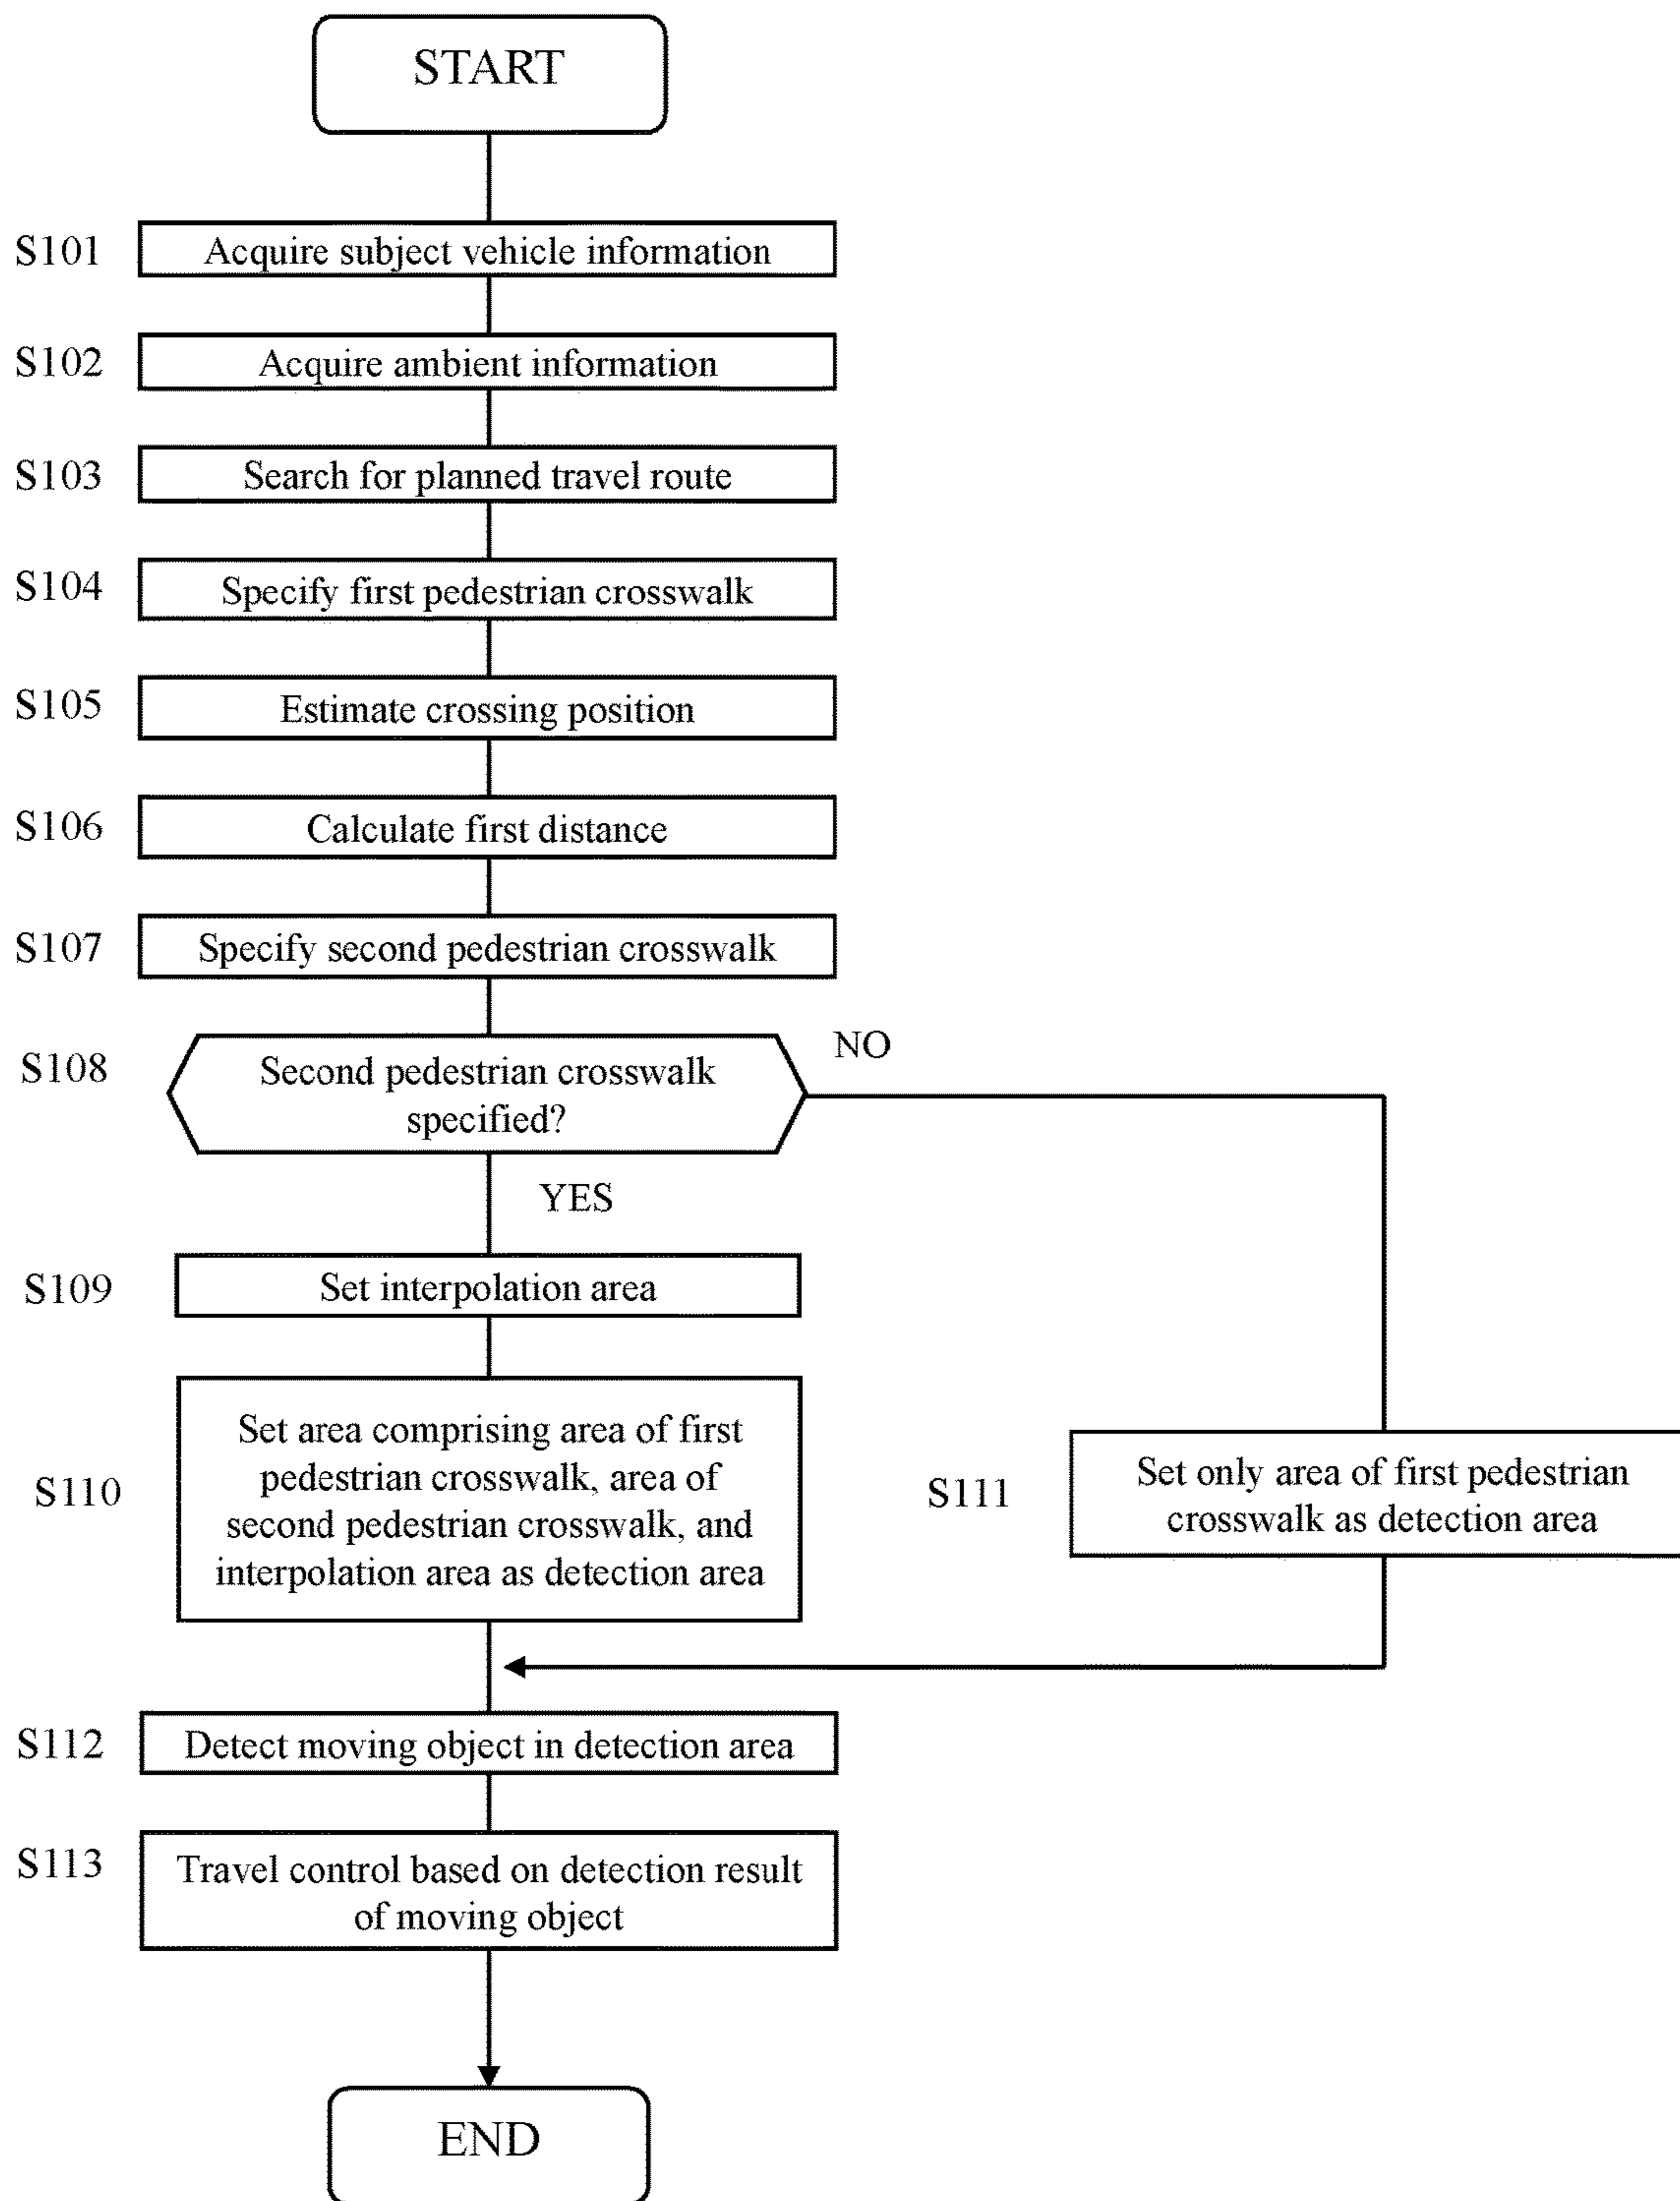 START
S101
Acquire subject vehicle information
S102
Acquire ambient information
S103
Search for planned travel route
S104
Specify first pedestrian crosswalk
S105
Estimate crossing position
S106
Calculate first distance
S107
Specify second pedestrian crosswalk
S108
Second pedestrian crosswalk
specified?
NO
YES
S109
Set interpolation area
S110
Set area comprising area of first
pedestrian crosswalk, area of
second pedestrian crosswalk, and
interpolation area as detection area
S111
Set only area of first pedestrian
crosswalk as detection area
S112
Detect moving object in detection area
S113
Travel control based on detection result
of moving object
END